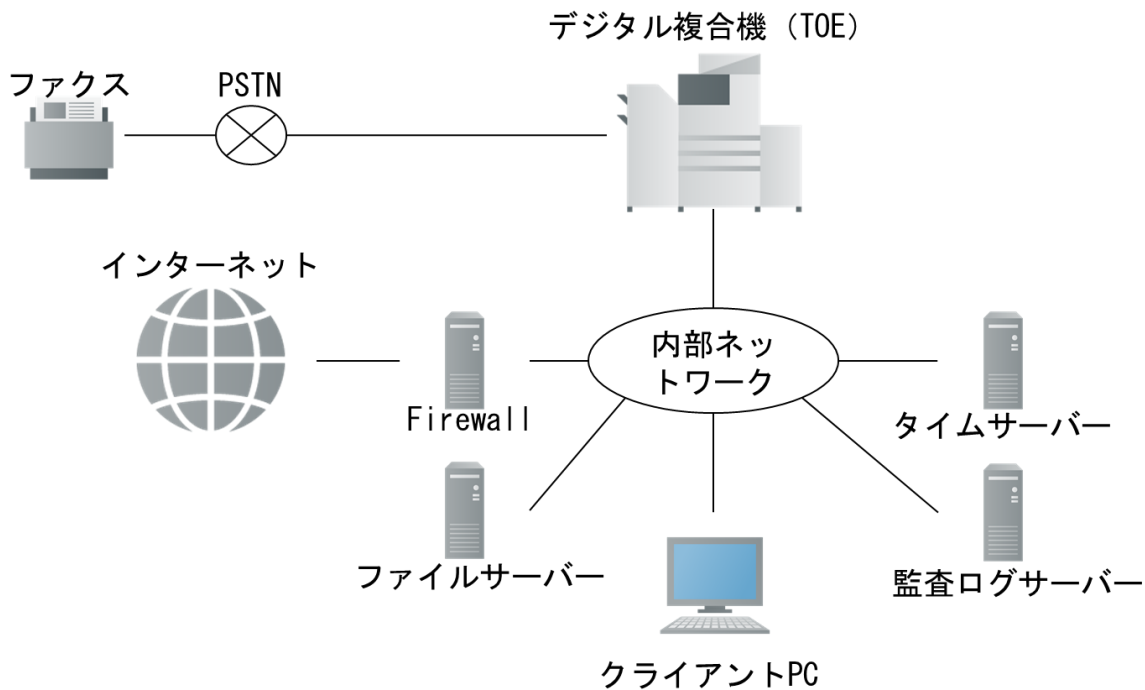 デジタル複合機（TOE）
ファクス
PSTN
インターネット
内部ネッ
トワーク
Firewall
タイムサーバー
ファイルサーバー
監査ログサーバー
クライアントPC